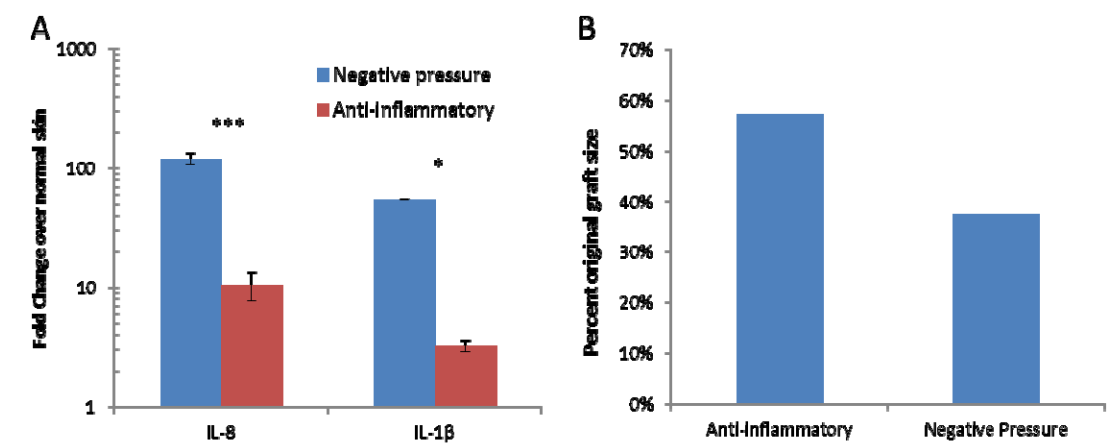 A
Fold Change over normal skin
1000
100
10
1
Negative pressure
Anti-inflammatory
***
*
IL-8
IL-1β
B
Percent original graft size
70%
60%
50%
40%
30%
20%
10%
0%
Anti-inflammatory
Negative Pressure